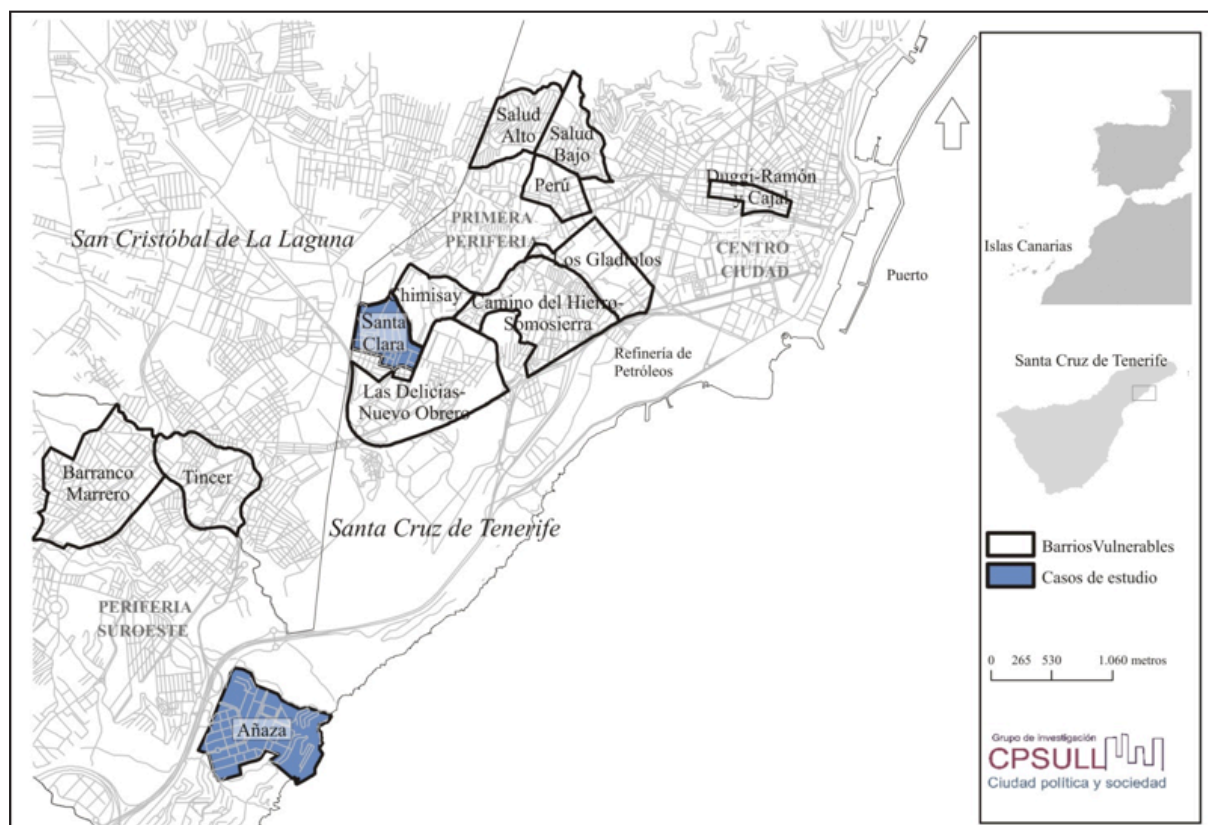 Salud
Alto
Salud
Bajo
Perú
Duggi-Ramón
y Cajal
PRIMERA
PERIFERIA
San Cristóbal de La Laguna
CENTRO
CIUDAD
Los Gladiolos
Puerto
Chimisay
Camino del Hierro-
Somosierra
Santa
Clara
Refinería de
Petróleos
Las Delicias-
Nuevo Obrero
Barranco
Marrero
Tíncer
Santa Cruz de Tenerife
PERIFERIA
SUROESTE
Añaza
Islas Canarias
Santa Cruz de Tenerife
BarriosVulnerables
Casos de estudio
0 265 530 1.060 metros
Grupo de investigación
CPSULL
Ciudad política y sociedad